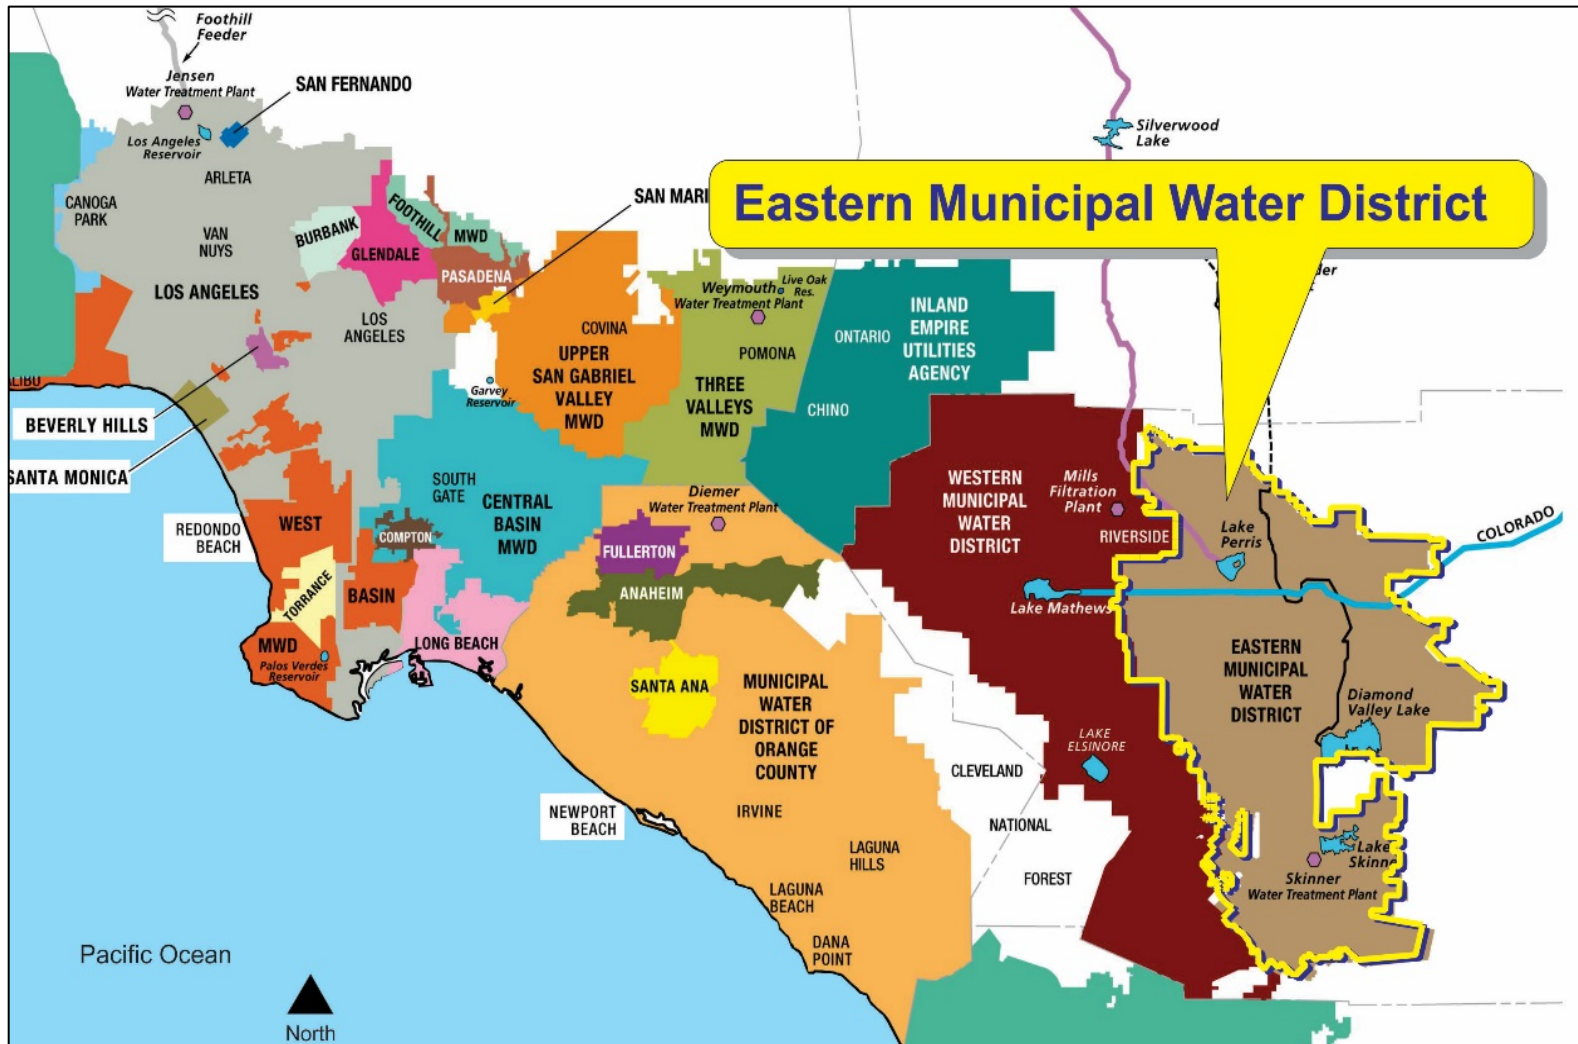 Foothill
Feeder
Jensen
Water Treatment Plant
SAN FERNANDO
Los Angeles
Reservoir
ARLETA
CANOGA
PARK
VAN
NUYS
BURBANK
GLENDALE
FOOTHILL
MWD
PASADENA
SAN MARI
LOS ANGELES
LOS
ANGELES
Silverwood
Lake
Eastern Municipal Water District
Weymouth
Water Treatment Plant
Live Oak
Res.
COVINA
UPPER
SAN GABRIEL
VALLEY
MWD
POMONA
THREE
VALLEYS
MWD
ONTARIO
INLAND
EMPIRE
UTILITIES
AGENCY
CHINO
Garvey
Reservoir
ALIBU
BEVERLY HILLS
SANTA MONICA
REDONDO
BEACH
WEST
BASIN
MWD
TORRANCE
Palos Verdes
Reservoir
SOUTH
GATE
CENTRAL
BASIN
MWD
COMPTON
LONG BEACH
Diemer
Water Treatment Plant
FULLERTON
ANAHEIM
SANTA ANA
MUNICIPAL
WATER
DISTRICT OF
ORANGE
COUNTY
NEWPORT
BEACH
IRVINE
LAGUNA
HILLS
LAGUNA
BEACH
DANA
POINT
WESTERN
MUNICIPAL
WATER
DISTRICT
Mills
Filtration
Plant
RIVERSIDE
Lake
Perris
COLORADO
Lake Mathews
EASTERN
MUNICIPAL
WATER
DISTRICT
Diamond
Valley Lake
LAKE
ELSINORE
CLEVELAND
NATIONAL
FOREST
Lake
Skinne
Skinner
Water Treatment Plant
Pacific Ocean
North